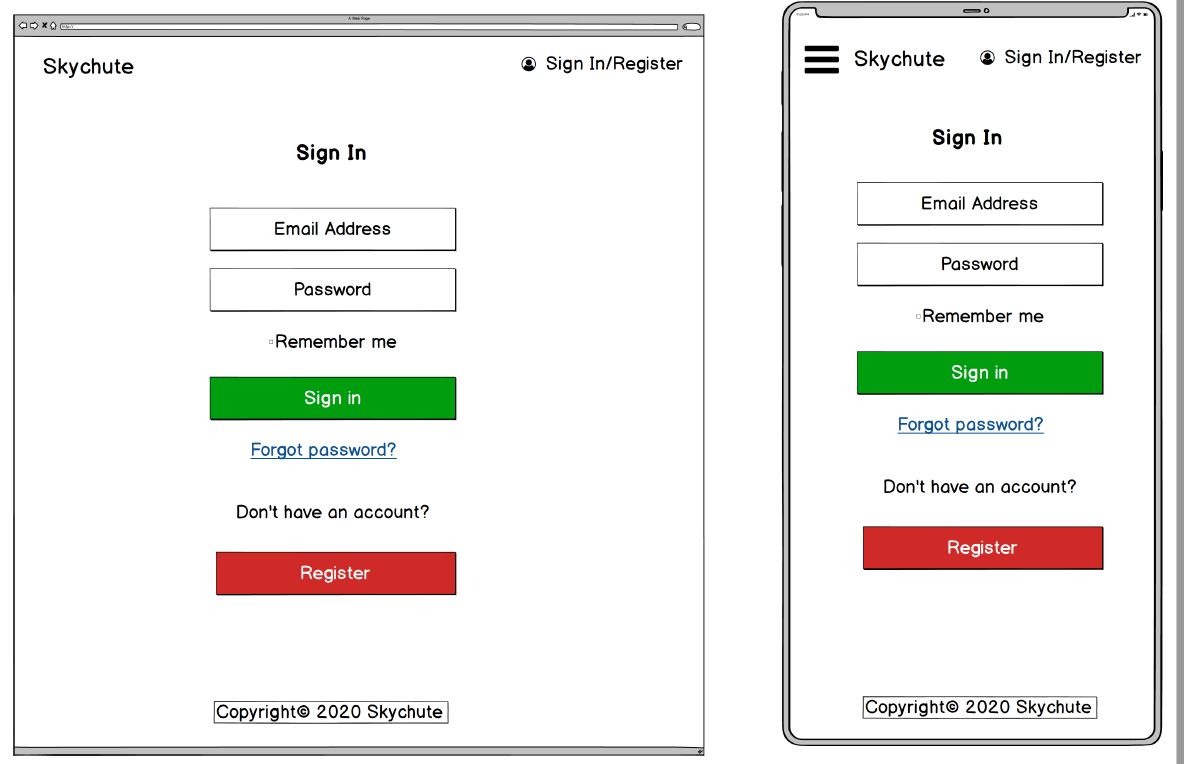 A Web Page
Skychute
Sign In/Register
Sign In
Email Address
Password
Remember me
Sign in
Forgot password?
Don't have an account?
Register
Copyright© 2020 Skychute
Skychute
Sign In/Register
Sign In
Email Address
Password
Remember me
Sign in
Forgot password?
Don't have an account?
Register
Copyright© 2020 Skychute